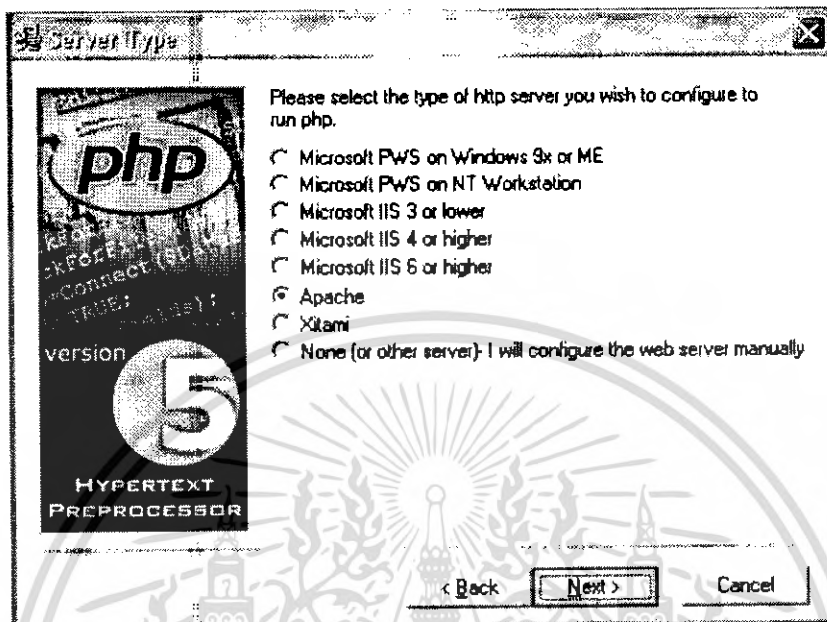 Server Type
Please select the type of http server you wish to configure to
run php.
Microsoft PWS on Windows 9x or ME
Microsoft PWS on NT Workstation
Microsoft IIS 3 or lower
Microsoft IIS 4 or higher
Microsoft IIS 6 or higher
Apache
Xitami
None (or other server)- I will configure the web server manually
php
Connect(
TRUE;
version
5
HYPERTEXT
PREPROCESSOR
< Back
Next >
Cancel